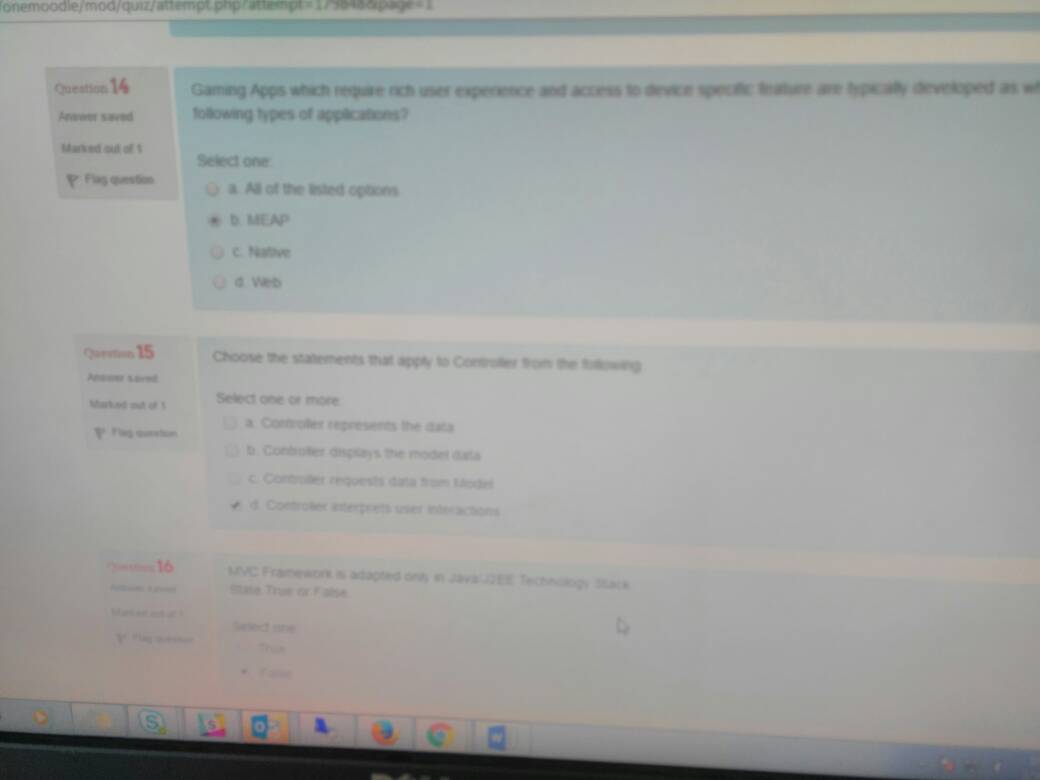 /onemoodle/mod/quiz/attempt.php?attempt=179848&page=1
Question 14
Answer saved
Marked out of 1
Flag question
Gaming Apps which require rich user experience and access to device specific feature are typically developed as
following types of applications?
Select one:
a. All of the listed options
b. MEAP
c. Native
d. Web
Question 15
Answer saved
Marked out of 1
Flag question
Choose the statements that apply to Controller from the following
Select one or more:
a. Controller represents the data
b. Controller displays the model data
c. Controller requests data from Model
d. Controller interprets user interactions
Question 16
Answer saved
Marked out of 1
Flag question
MVC Framework is adapted only in Java/J2EE Technology Stack.
State True or False.
Select one:
True
False